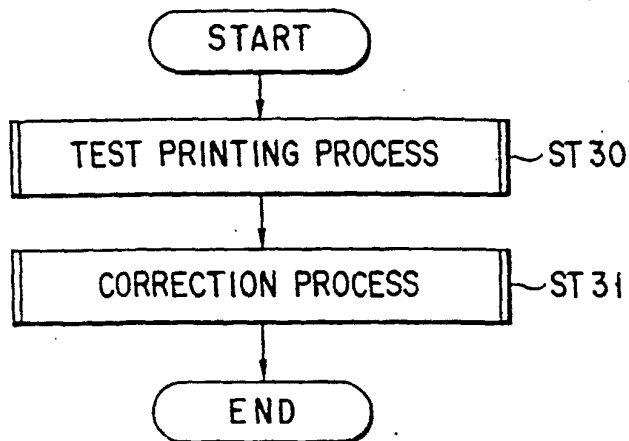 START
TEST PRINTING PROCESS
ST30
CORRECTION PROCESS
ST31
END